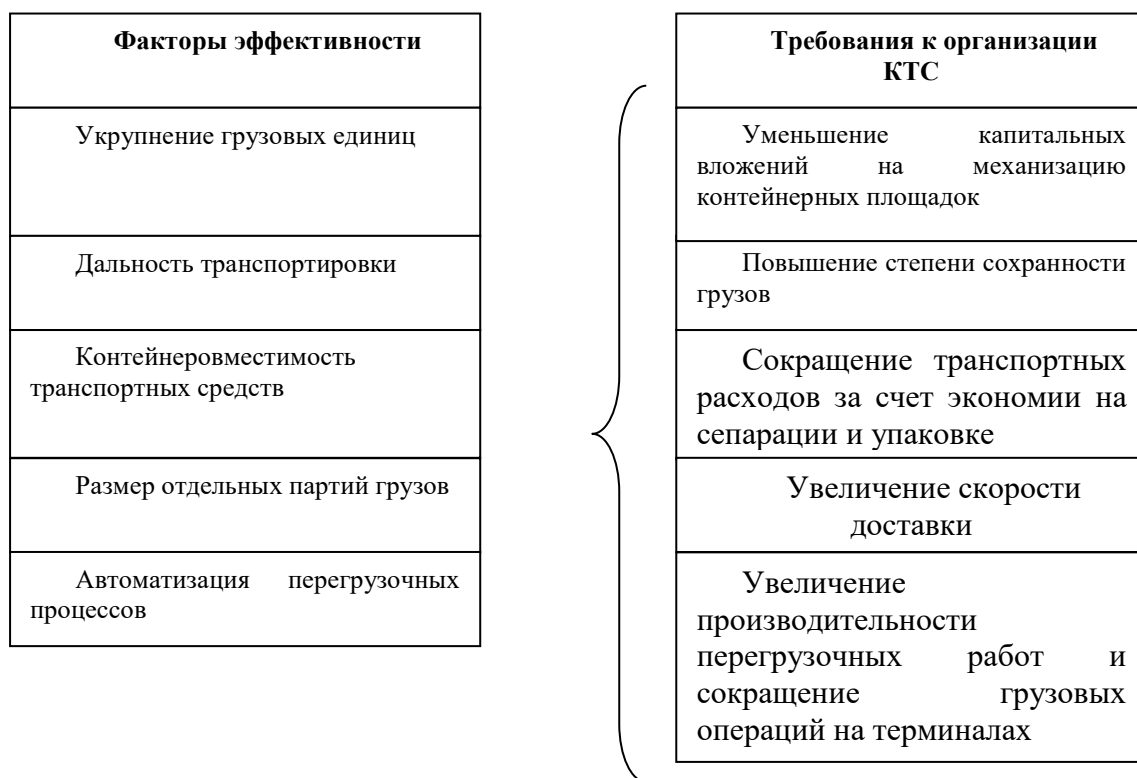 Факторы эффективности
Укрупнение грузовых единиц
Дальность транспортировки
Контейнеровместимость
транспортных средств
Размер отдельных партий грузов
Автоматизация перегрузочных
процессов
Требования к организации
КТС
Уменьшение капитальных
вложений на механизацию
контейнерных площадок
Повышение степени сохранности
грузов
Сокращение транспортных
расходов за счет экономии на
сепарации и упаковке
Увеличение скорости
доставки
Увеличение
производительности
перегрузочных работ и
сокращение грузовых
операций на терминалах